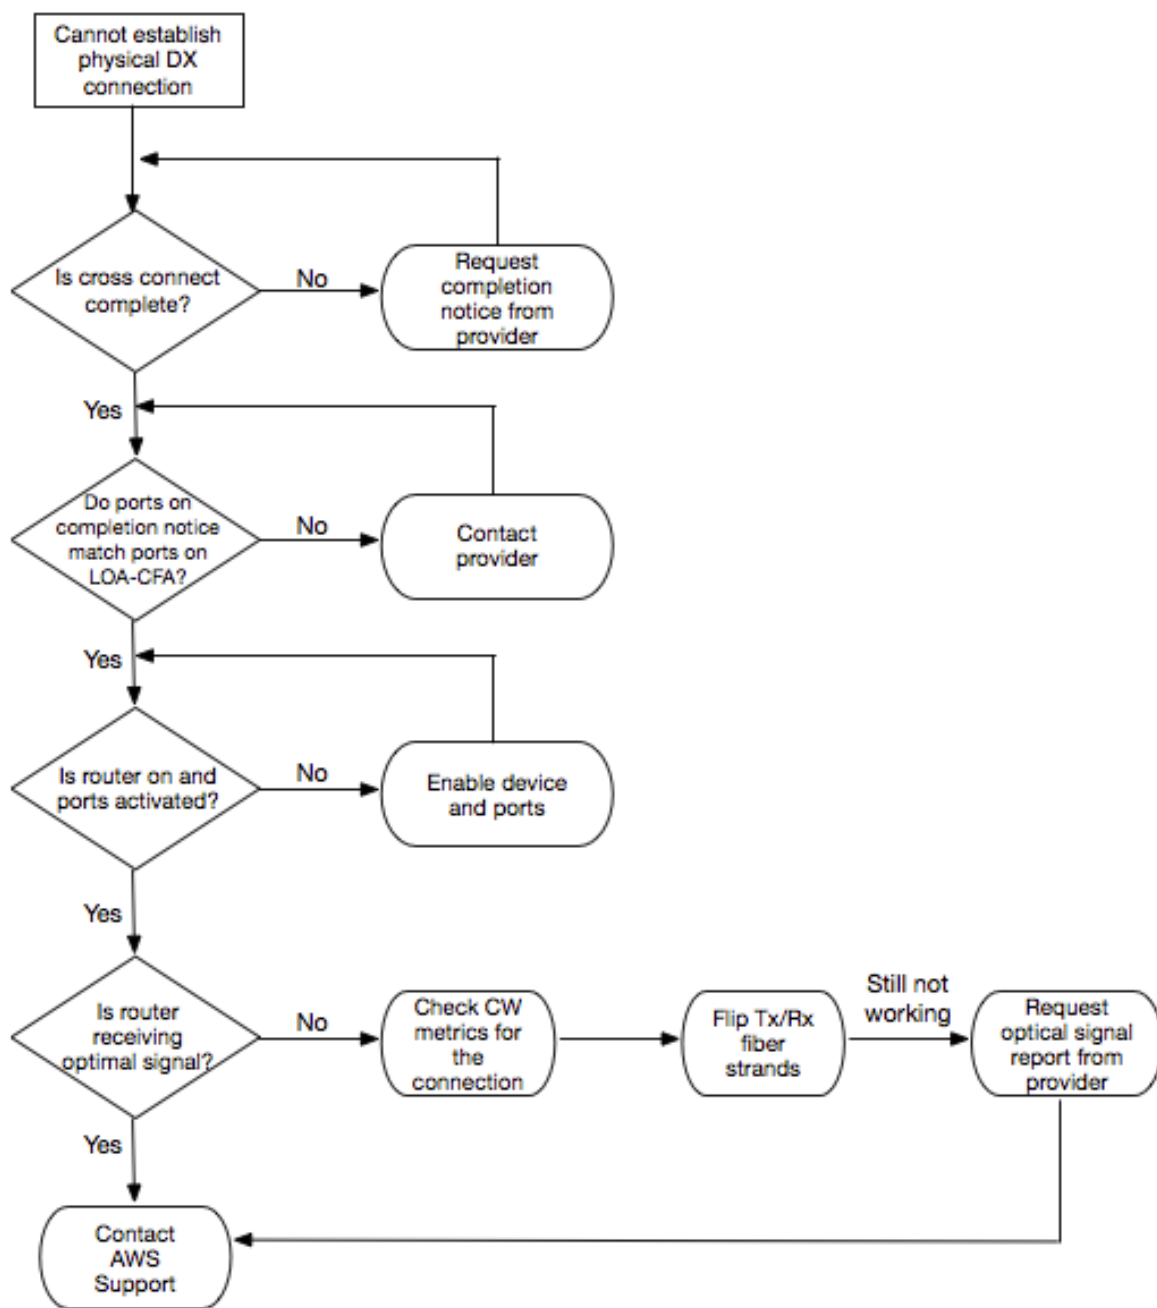 Cannot establish
physical DX
connection
Is cross connect
complete?
No
Request
completion
notice from
provider
Yes
Do ports on
completion notice
match ports on
LOA-CFA?
No
Contact
provider
Yes
Is router on and
ports activated?
No
Enable device
and ports
Yes
Is router
receiving
optimal signal?
No
Check CW
metrics for
the
connection
Flip Tx/Rx
fiber
strands
Still not
working
Request
optical signal
report from
provider
Yes
Contact
AWS
Support